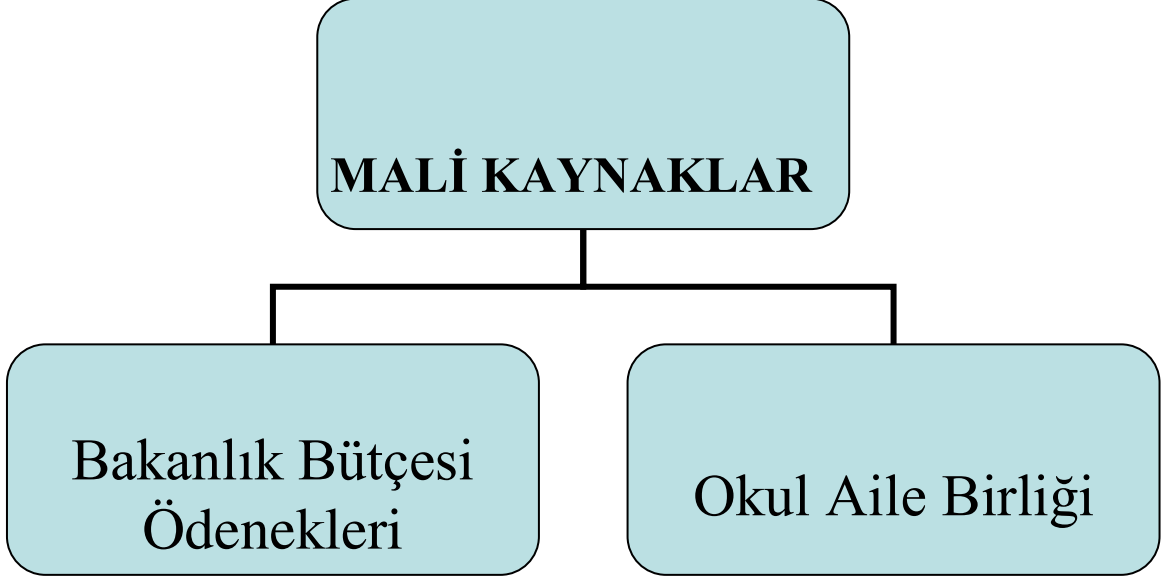 MALİ KAYNAKLAR
Bakanlık Bütçesi
Ödenekleri
Okul Aile Birliği